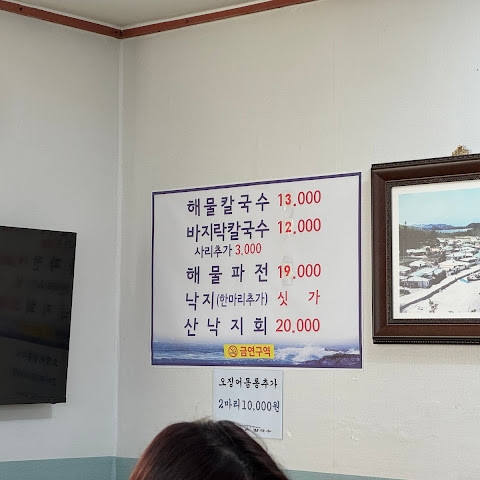 해물칼국수 13.000
바지락칼국수 12,000
사리추가 3.000
해물파전 19.000
낙지(한마리추가) 싯가
산낙지회 20,000
금연구역
오징어통통추가
2마리10,000원